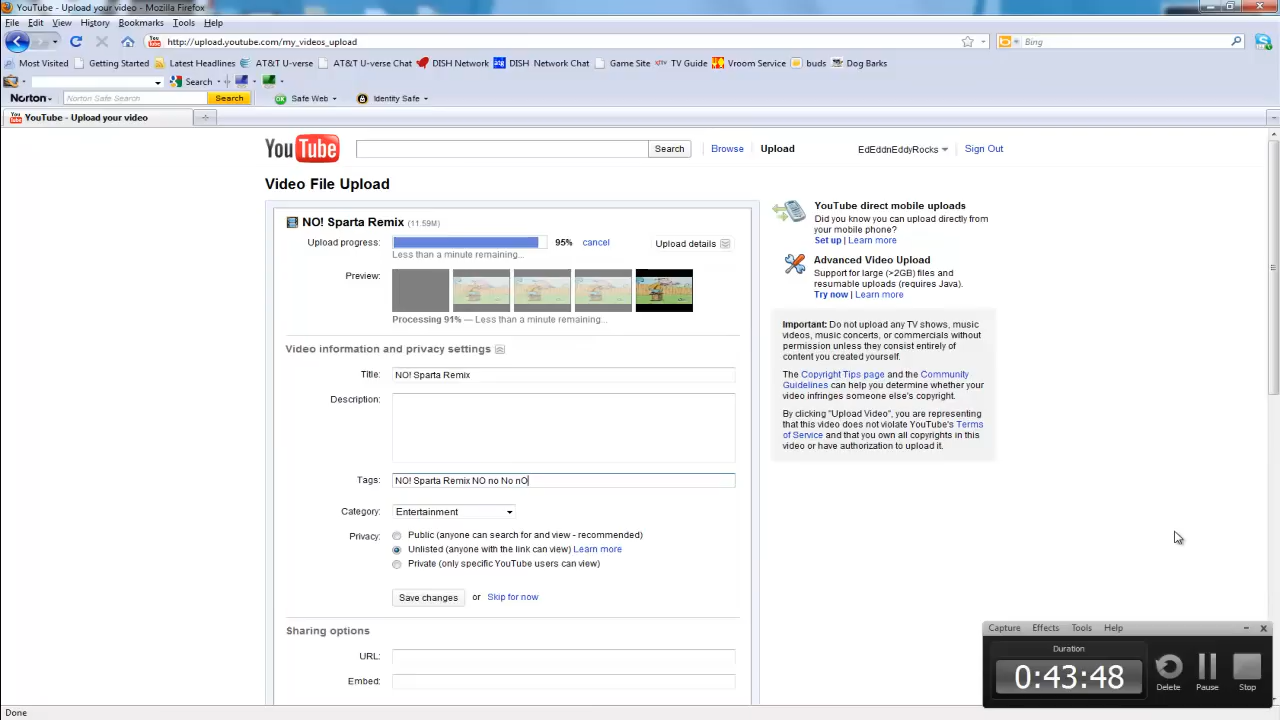 YouTube - Upload your video - Mozilla Firefox
File Edit View History Bookmarks Tools Help
http://upload.youtube.com/my_videos_upload
Bing
Most Visited Getting Started Latest Headlines AT&T U-verse AT&T U-verse Chat DISH Network DISH Network Chat Game Site TV Guide Vroom Service buds Dog Barks
Search
Norton Norton Safe Search Search Safe Web Identity Safe
YouTube - Upload your video
YouTube Search Browse Upload EdEddnEddyRocks Sign Out
Video File Upload
NO! Sparta Remix (11.59M)
Upload progress: 95% cancel Upload details
Less than a minute remaining...
Preview:
Processing 91% — Less than a minute remaining...
Video information and privacy settings
Title: NO! Sparta Remix
Description:
Tags: NO! Sparta Remix NO no No nO
Category: Entertainment
Privacy: Public (anyone can search for and view - recommended)
Unlisted (anyone with the link can view) Learn more
Private (only specific YouTube users can view)
Save changes or Skip for now
Sharing options
URL:
Embed:
YouTube direct mobile uploads
Did you know you can upload directly from
your mobile phone?
Set up | Learn more
Advanced Video Upload
Support for large (>2GB) files and
resumable uploads (requires Java).
Try now | Learn more
Important: Do not upload any TV shows, music
videos, music concerts, or commercials without
permission unless they consist entirely of
content you created yourself.
The Copyright Tips page and the Community
Guidelines can help you determine whether your
video infringes someone else's copyright.
By clicking "Upload Video", you are representing
that this video does not violate YouTube's Terms
of Service and that you own all copyrights in this
video or have authorization to upload it.
Capture Effects Tools Help
Duration
0:43:48
Delete Pause Stop
Done